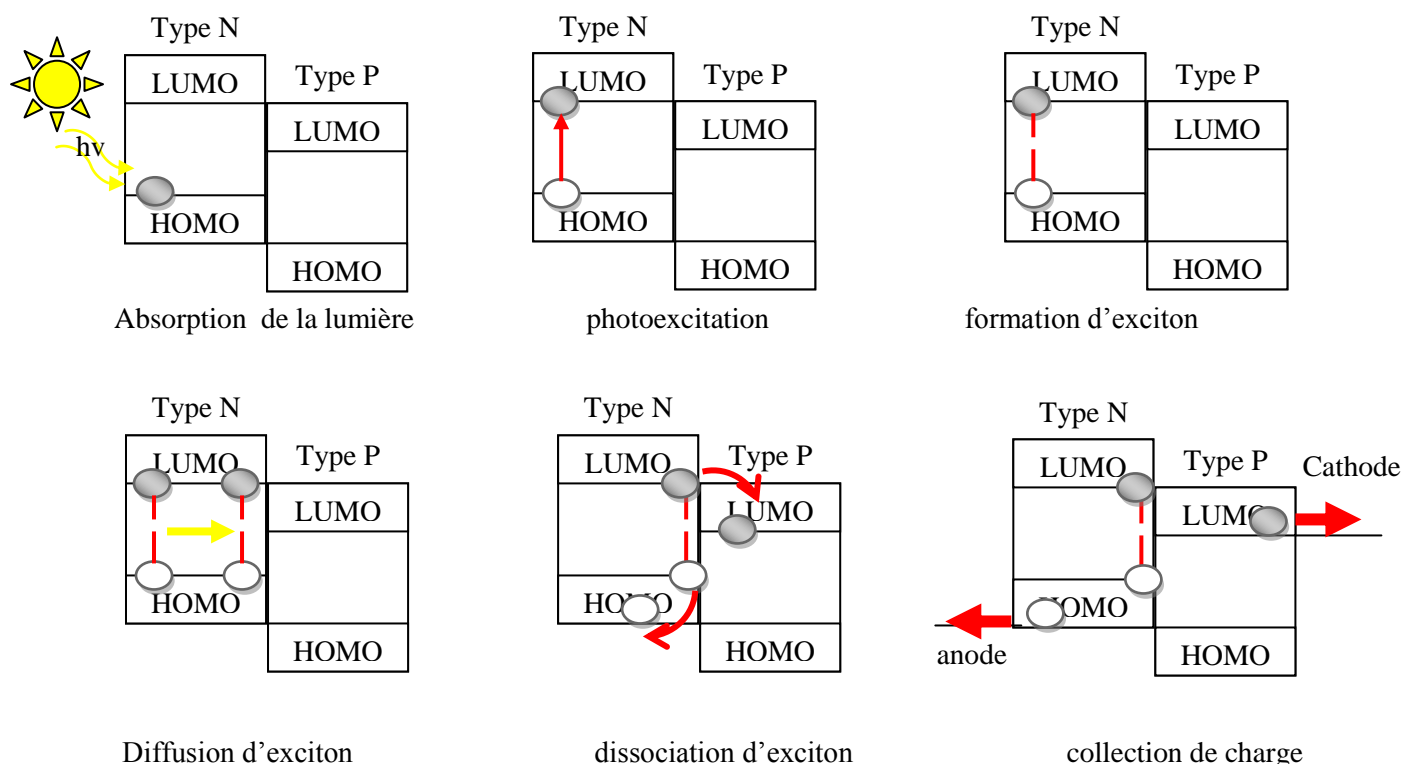 Type N
Type P
LUMO
LUMO
hv
HOMO
HOMO
Absorption de la lumière
Type N
Type P
LUMO
LUMO
HOMO
HOMO
photoexcitation
Type N
Type P
LUMO
LUMO
HOMO
HOMO
formation d’exciton
Type N
Type P
LUMO
LUMO
HOMO
HOMO
Diffusion d’exciton
Type N
Type P
LUMO
LUMO
HOMO
HOMO
dissociation d’exciton
Type N
Type P
Cathode
LUMO
LUMO
HOMO
anode
HOMO
collection de charge